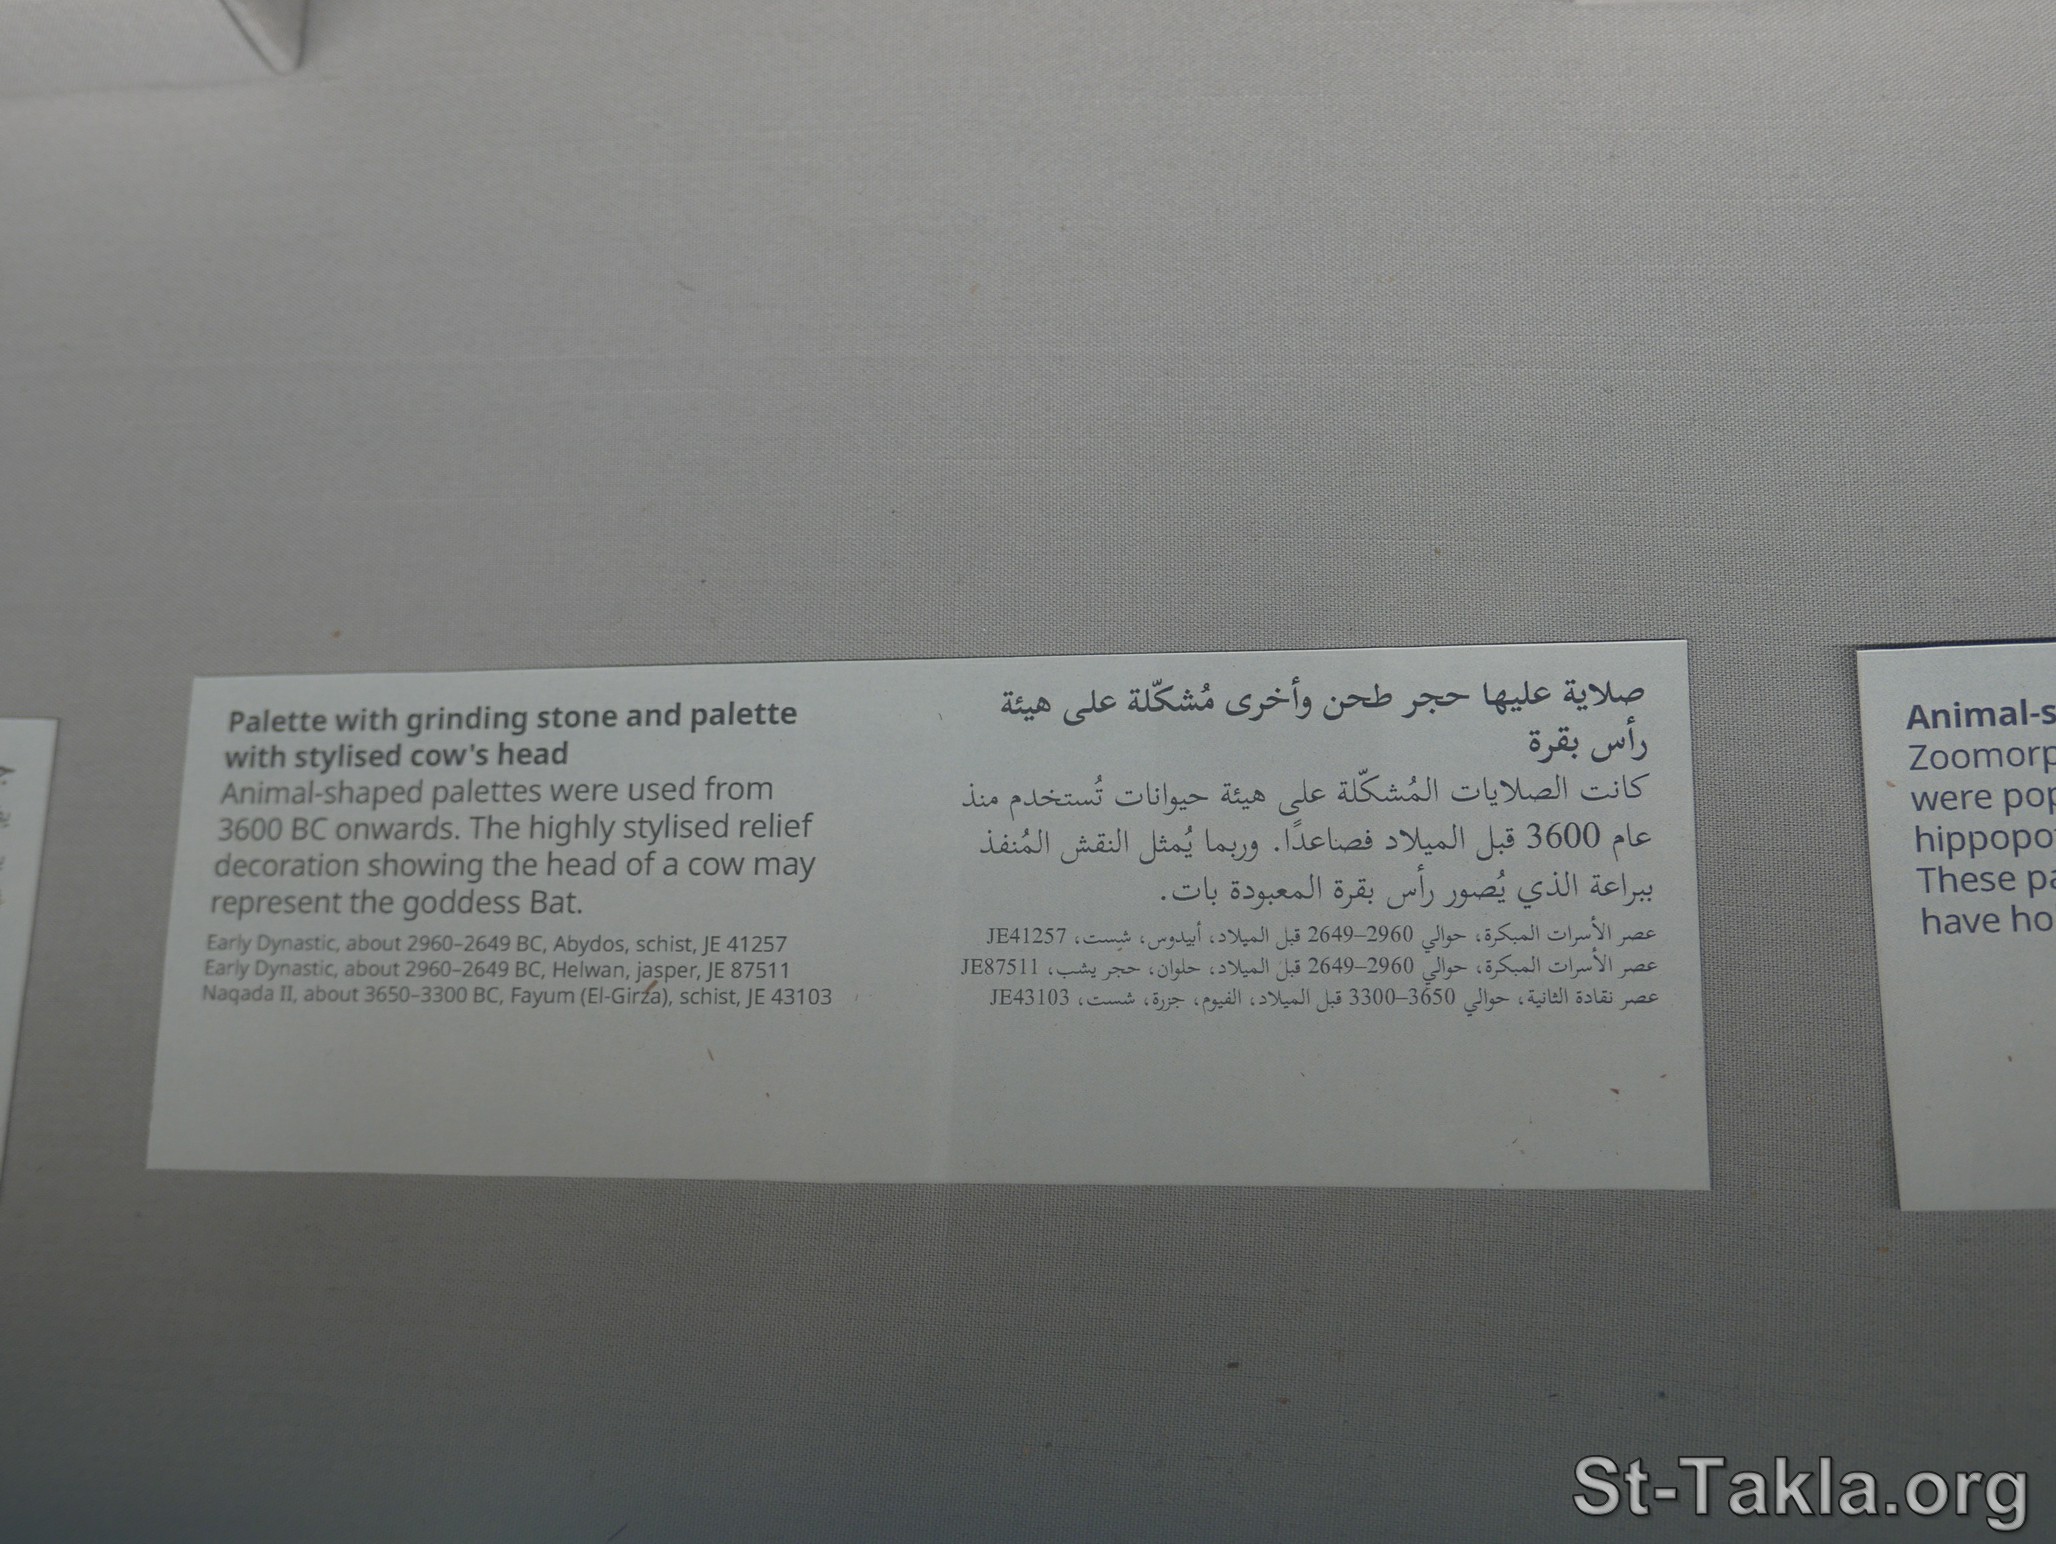 Palette with grinding stone and palette
with stylised cow's head
Animal-shaped palettes were used from
3600 BC onwards. The highly stylised relief
decoration showing the head of a cow may
represent the goddess Bat.
Early Dynastic, about 2960–2649 BC, Abydos, schist, JE 41257
Early Dynastic, about 2960–2649 BC, Helwan, jasper, JE 87511
Naqada II, about 3650–3300 BC, Fayum (El-Girza), schist, JE 43103
صلاية عليها حجر طحن وأخرى مُشكّلة على هيئة
رأس بقرة
كانت الصلايات المُشكّلة على هيئة حيوانات تُستخدم منذ
عام 3600 قبل الميلاد فصاعدًا. وربما يُمثل النقش المُنفذ
ببراعة الذي يُصور رأس بقرة المعبودة بات.
عصر الأسرات المبكرة، حوالي 2960–2649 قبل الميلاد، أبيدوس، شِست، JE41257
عصر الأسرات المبكرة، حوالي 2960–2649 قبل الميلاد، حلوان، حجر يشب، JE87511
عصر نقادة الثانية، حوالي 3650–3300 قبل الميلاد، الفيوم، جزرة، شست، JE43103
Animal-s
Zoomorp
were pop
hippopo
These pa
have ho
St-Takla.org